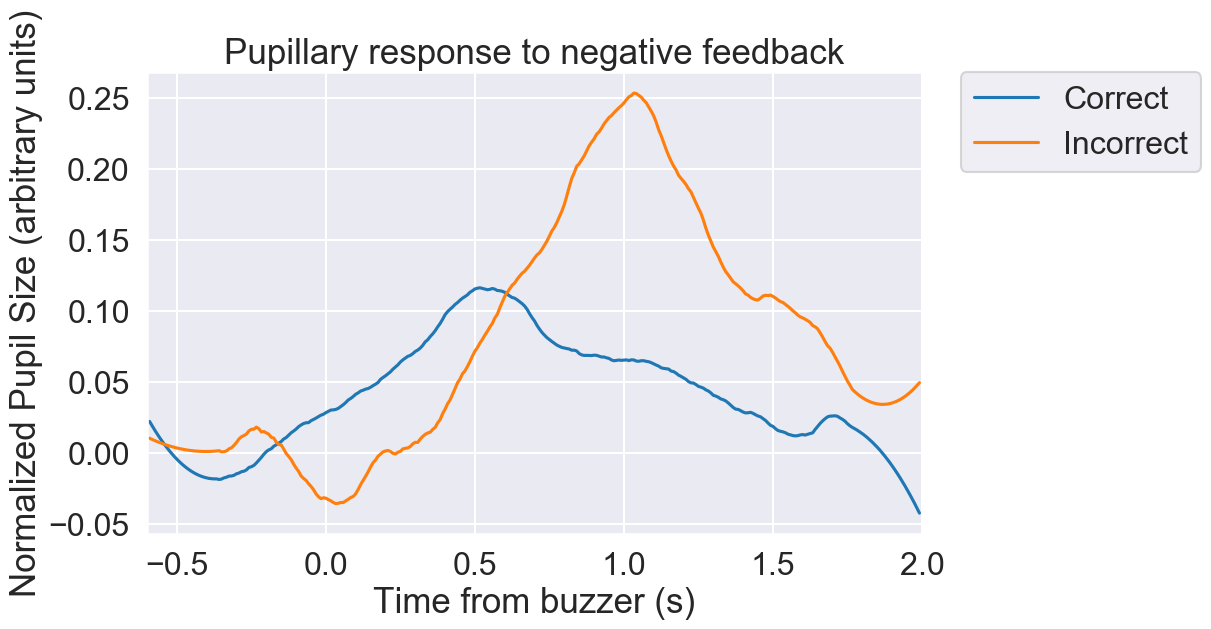 Pupillary response to negative feedback
Normalized Pupil Size (arbitrary units)
0.25
0.20
0.15
0.10
0.05
0.00
−0.05
−0.5 0.0 0.5 1.0 1.5 2.0
Time from buzzer (s)
Correct
Incorrect